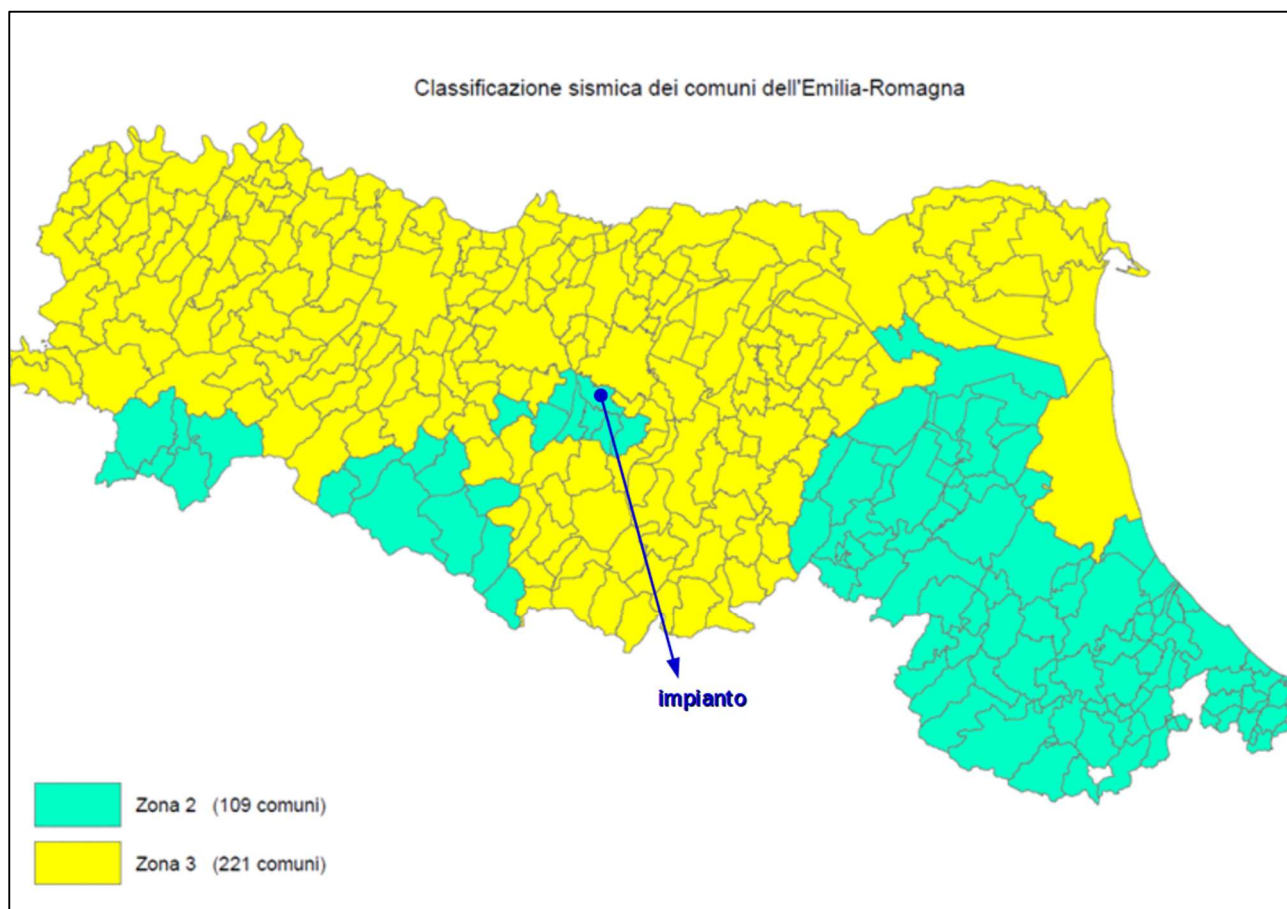 Classificazione sismica dei comuni dell'Emilia-Romagna
impianto
Zona 2 (109 comuni)
Zona 3 (221 comuni)